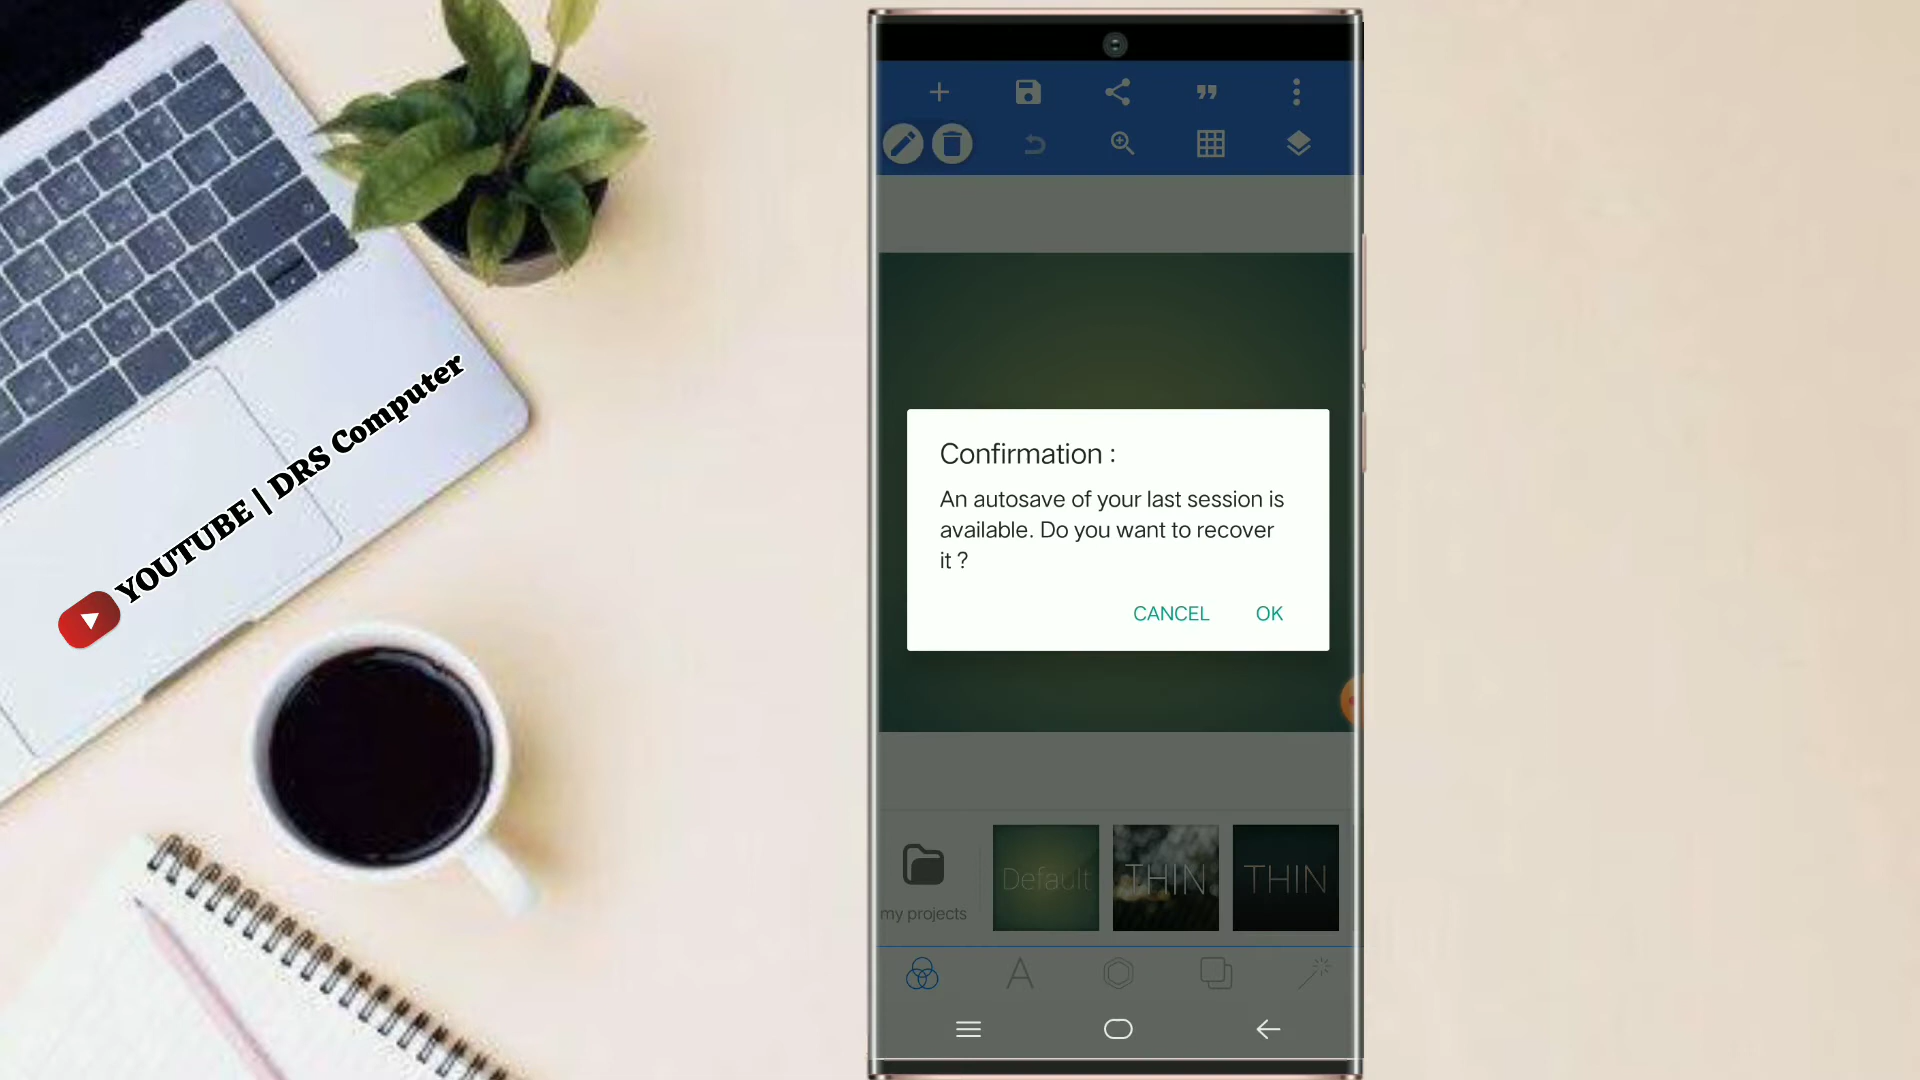 YOUTUBE | DRS Computer
Confirmation :
An autosave of your last session is
available. Do you want to recover
it ?
CANCEL OK
my projects
Default
THIN
THIN